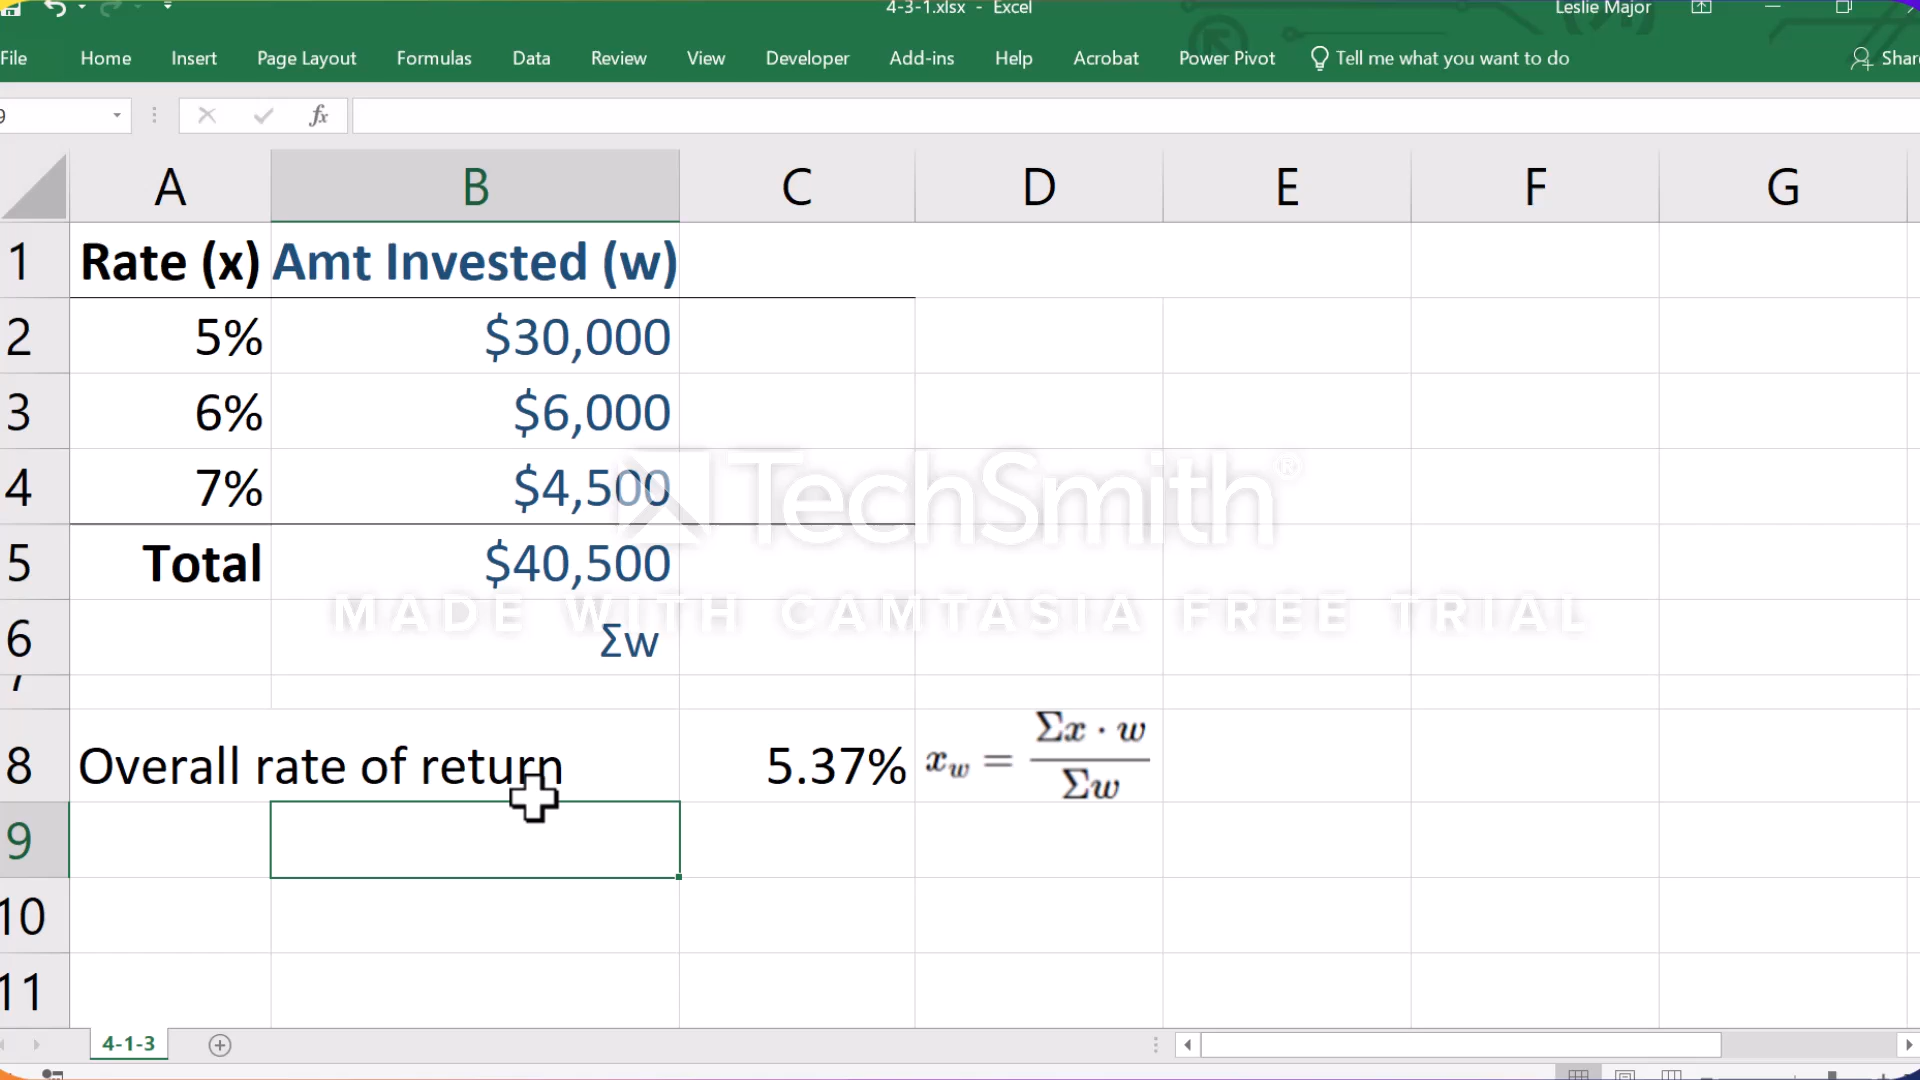 4-3-1.xlsx - Excel
Leslie Major
File Home Insert Page Layout Formulas Data Review View Developer Add-ins Help Acrobat Power Pivot Tell me what you want to do
fx
A B C D E F G
1 Rate (x) Amt Invested (w)
2 5% $30,000
3 6% $6,000
4 7% $4,500
TechSmith®
5 Total $40,500
MADE WITH CAMTASIA FREE TRIAL
6 Σw
8 Overall rate of return 5.37% x_w = Σx · w / Σw
9
10
11
4-1-3